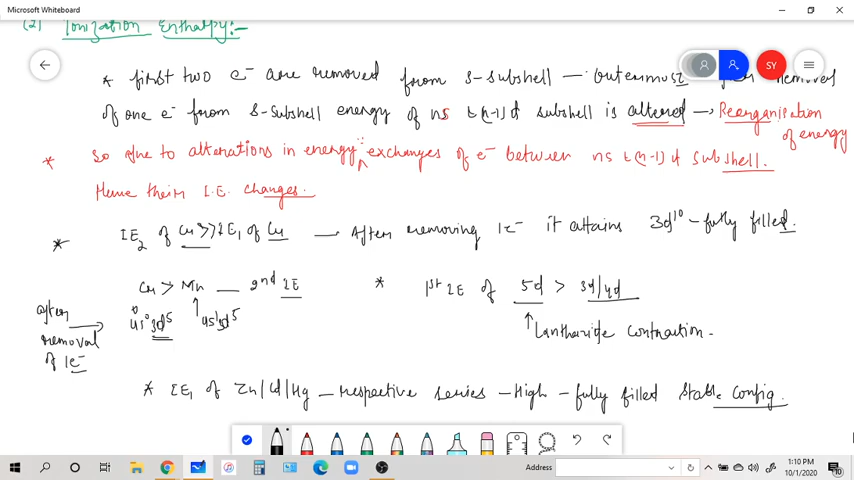 Microsoft Whiteboard
(2) Ionization Enthalpy:-
* first two e⁻ are removed from s-subshell — outermost removal
SY
of one e⁻ from s-subshell energy of ns & (n-1)d subshell is altered → Reorganisation of energy
* So due to alterations in energy exchanges of e⁻ between ns & (n-1)d subshell.
Hence their I.E. changes.
* IE₂ of Cu >> IE₁ of Cu — After removing 1e⁻ it attains 3d¹⁰ - fully filled.
Cr > Mn — 2nd IE
* 1st IE of 5d > 3d/4d
after removal of 1e⁻ → 4s⁰3d⁵ 4s¹3d⁵
↑ Lanthanide contraction.
* IE₁ of Zn/Cd/Hg — respective series - High - fully filled stable config.
Address
1:10 PM
10/1/2020